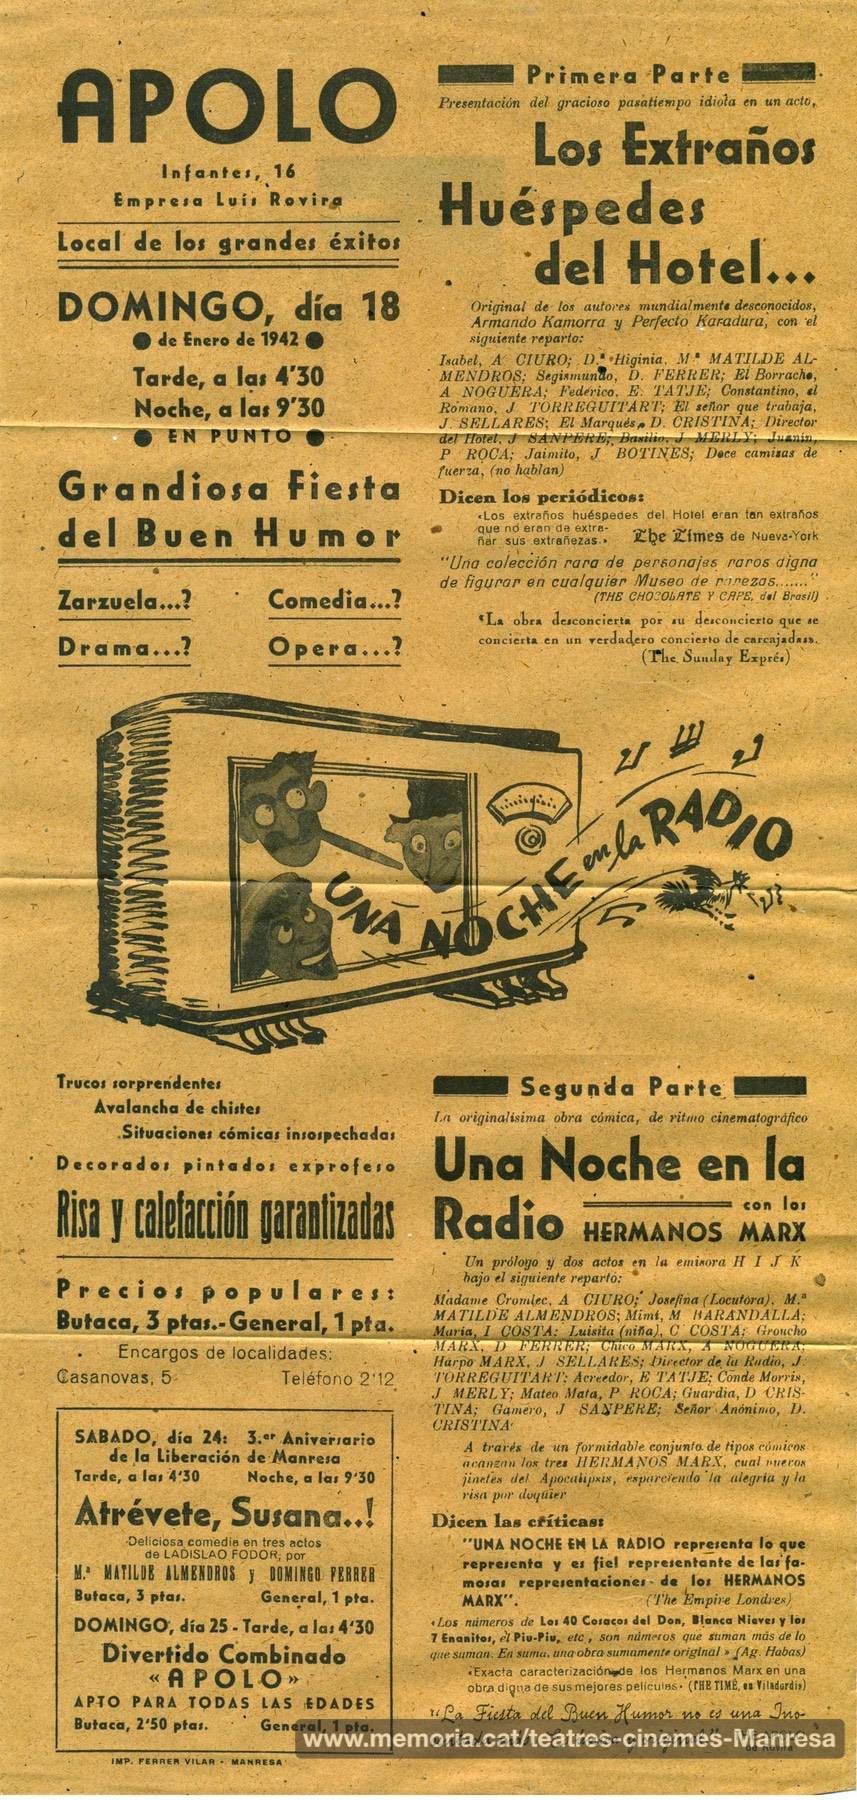 APOLO
Infantes, 16
Empresa Luís Rovira
Local de los grandes éxitos
DOMINGO, día 18
de Enero de 1942
Tarde, a las 4'30
Noche, a las 9'30
EN PUNTO
Grandiosa Fiesta
del Buen Humor
Zarzuela...? Comedia...?
Drama...? Opera...?
Primera Parte
Presentación del gracioso pasatiempo idiota en un acto,
Los Extraños
Huéspedes
del Hotel...
Original de los autores mundialmente desconocidos,
Armando Kamorra y Perfecto Karadura, con el
siguiente reparto:
Isabel, A CIURO; D.ª Higinia, M.ª MATILDE AL-
MENDROS; Segismundo, D. FERRER; El Borracho,
A NOGUERA; Federico, E. TATJE; Constantino, el
Romano, J TORREGUITART; El señor que trabaja,
J. SELLARES; El Marqués, D. CRISTINA; Director
del Hotel, J SANPERE; Basilio, J MERLY; Juanín,
P ROCA; Jaimito, J BOTINES; Doce camisas de
fuerza, (no hablan)
Dicen los periódicos:
«Los extraños huéspedes del Hotel eran tan extraños
que no eran de extra-
ñar sus extrañezas.» The Times de Nueva-York
"Una colección rara de personajes raros digna
de figurar en cualquier Museo de rarezas......."
(THE CHOCOLATE Y CAFE, del Brasil)
"La obra desconcierta por su desconcierto que se
concierta en un verdadero concierto de carcajadas.
(The Sunday Exprés)
UNA NOCHE en la RADIO
Trucos sorprendentes
Avalancha de chistes
Situaciones cómicas insospechadas
Decorados pintados exprofeso
Risa y calefacción garantizadas
Precios populares:
Butaca, 3 ptas.-General, 1 pta.
Encargos de localidades:
Casanovas, 5 Teléfono 2'12
SABADO, día 24: 3.er Aniversario
de la Liberación de Manresa
Tarde, a las 4'30 Noche, a las 9'30
Atrévete, Susana..!
Deliciosa comedia en tres actos
de LADISLAO FODOR, por
M.ª MATILDE ALMENDROS y DOMINGO FERRER
Butaca, 3 ptas. General, 1 pta.
DOMINGO, día 25 - Tarde, a las 4'30
Divertido Combinado
«APOLO»
APTO PARA TODAS LAS EDADES
Butaca, 2'50 ptas. General, 1 pta.
IMP. FERRER VILAR - MANRESA
Segunda Parte
La originalísima obra cómica, de ritmo cinematográfico
Una Noche en la
Radio con los
HERMANOS MARX
Un prólogo y dos actos en la emisora H I J K
bajo el siguiente reparto:
Madame Cromlec, A CIURO; Josefina (Locutora), M.ª
MATILDE ALMENDROS; Mimí, M BARANDALLA;
Maria, I COSTA; Luisita (niña), C COSTA; Groucho
MARX, D FERRER; Chico MARX, A NOGUERA;
Harpo MARX, J SELLARES; Director de la Radio, J.
TORREGUITART; Acreedor, E TATJE; Conde Morris,
J MERLY; Mateo Mata, P ROCA; Guardia, D CRIS-
TINA; Gamero, J SANPERE; Señor Anónimo, D.
CRISTINA
A través de un formidable conjunto de tipos cómicos
avanzan los tres HERMANOS MARX, cual nuevos
jinetes del Apocalipsis, esparciendo la alegría y la
risa por doquier
Dicen las críticas:
"UNA NOCHE EN LA RADIO representa lo que
representa y es fiel representante de las fa-
mosas representaciones de los HERMANOS
MARX". (The Empire Londres)
«Los números de Los 40 Cosacos del Don, Blanca Nieves y los
7 Enanitos, el Piu-Piu, etc, son números que suman más de lo
que suman. En suma, una obra sumamente original» (Ag. Habas)
«Exacta caracterización de los Hermanos Marx en una
obra digna de sus mejores películas» (THE TIME, en Viladordis)
"La Fiesta del Buen Humor no es una Ino-
www.memoria.cat/teatres-cinemes-Manresa